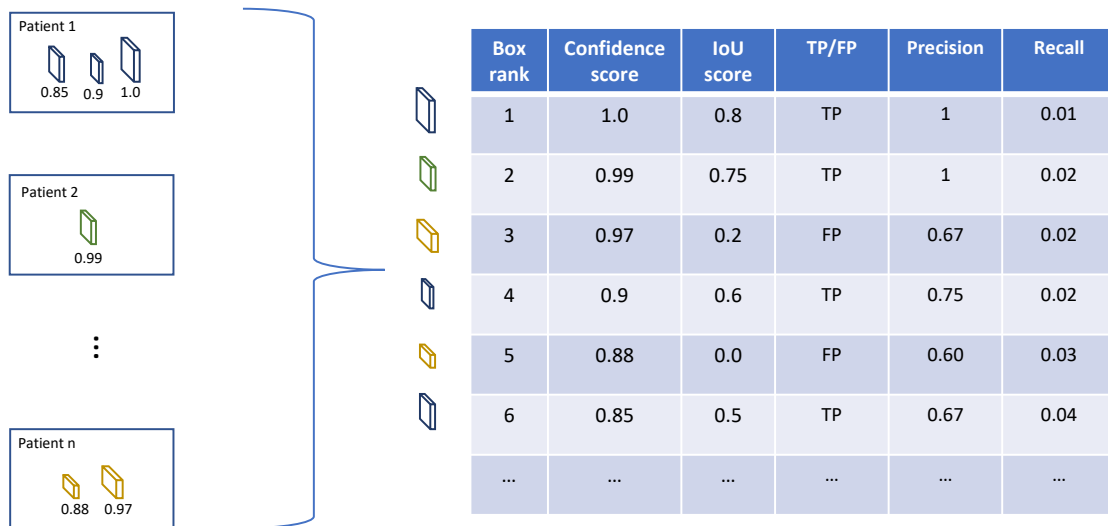 Patient 1
0.85 0.9 1.0
Patient 2
0.99
⋮
Patient n
0.88 0.97
Box rank Confidence score IoU score TP/FP Precision Recall
1 1.0 0.8 TP 1 0.01
2 0.99 0.75 TP 1 0.02
3 0.97 0.2 FP 0.67 0.02
4 0.9 0.6 TP 0.75 0.02
5 0.88 0.0 FP 0.60 0.03
6 0.85 0.5 TP 0.67 0.04
... ... ... ... ... ...